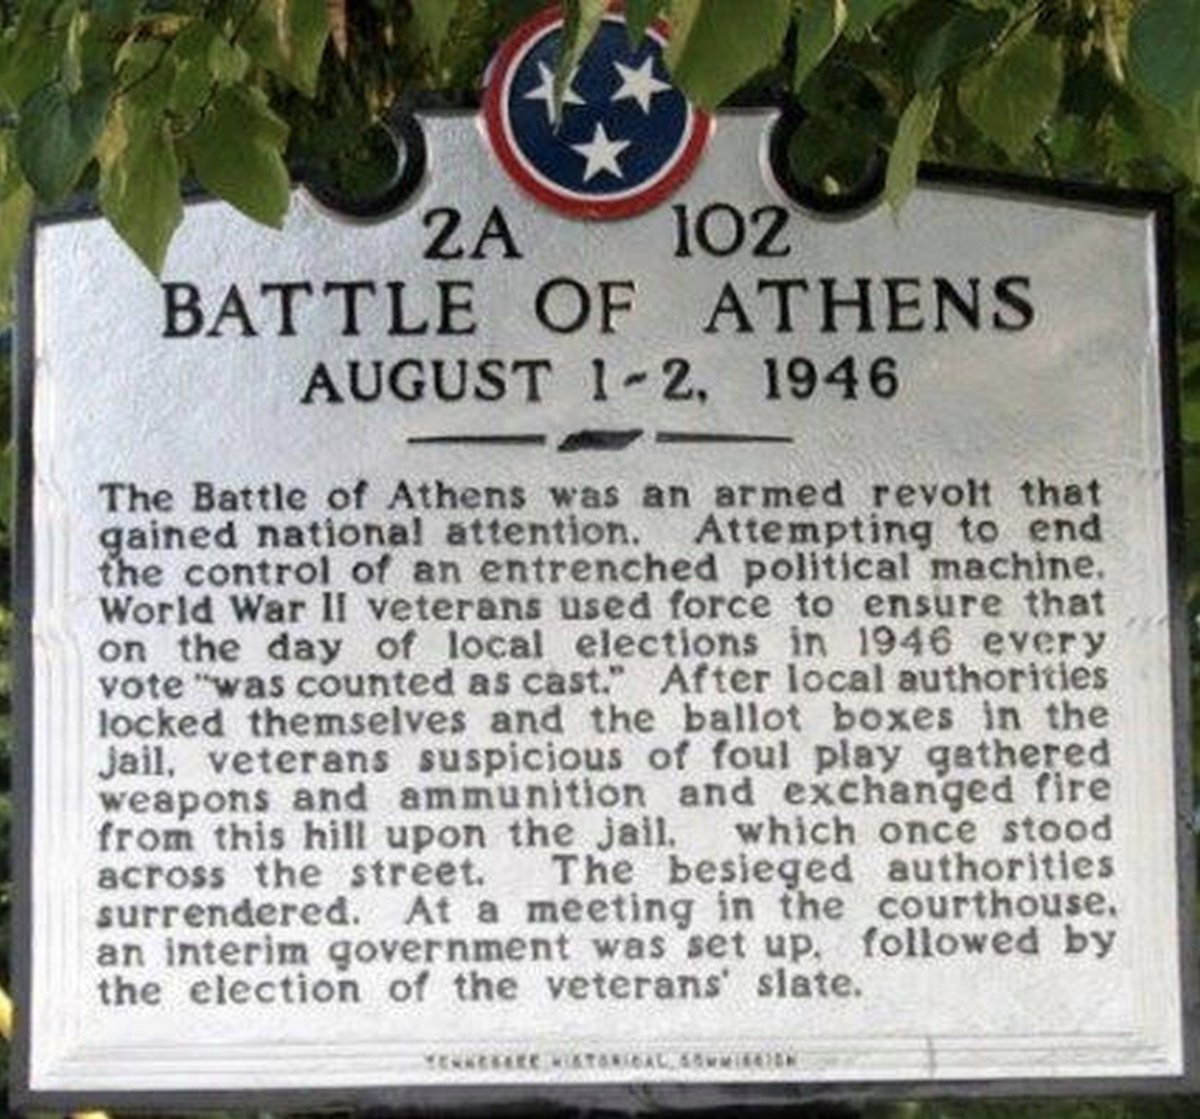 2A 102
BATTLE OF ATHENS
AUGUST 1-2, 1946
The Battle of Athens was an armed revolt that
gained national attention. Attempting to end
the control of an entrenched political machine,
World War II veterans used force to ensure that
on the day of local elections in 1946 every
vote "was counted as cast." After local authorities
locked themselves and the ballot boxes in the
jail, veterans suspicious of foul play gathered
weapons and ammunition and exchanged fire
from this hill upon the jail, which once stood
across the street. The besieged authorities
surrendered. At a meeting in the courthouse,
an interim government was set up, followed by
the election of the veterans' slate.
TENNESSEE HISTORICAL COMMISSION